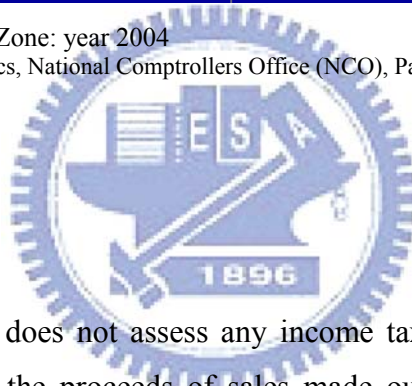 Zone: year 2004
cs, National Comptrollers Office (NCO), Pa
E S A
1896
does not assess any income tax
the proceeds of sales made ou